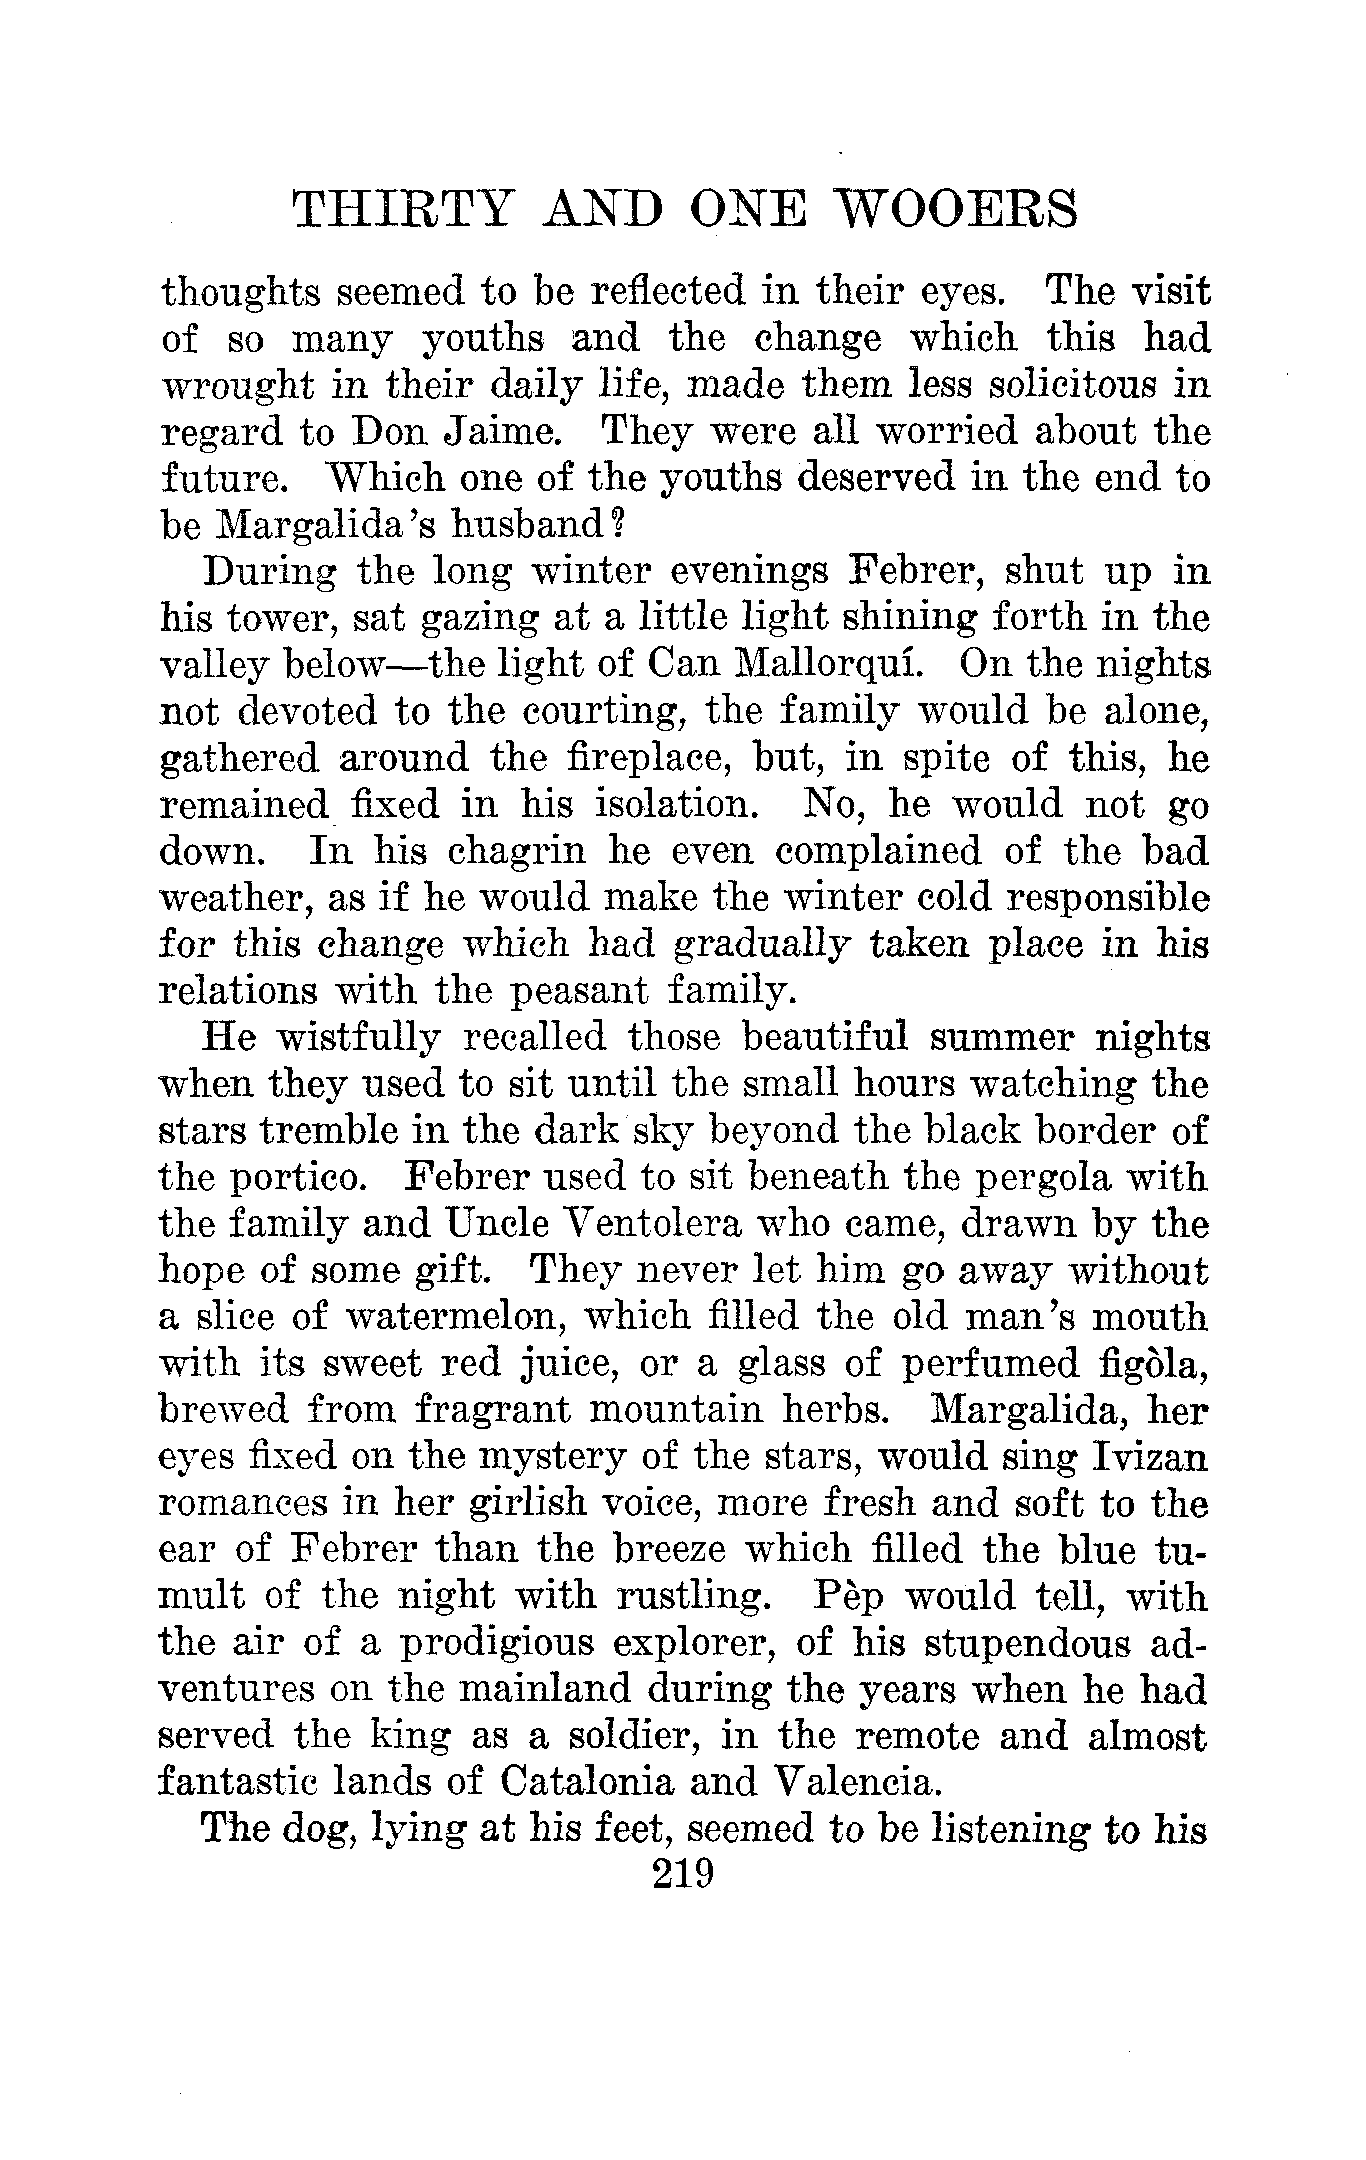 THIRTY AND ONE WOOERS
thoughts seemed to be reflected in their eyes. The visit
of so many youths and the change which this had
wrought in their daily life, made them less solicitous in
regard to Don Jaime. They were all worried about the
future. Which one of the youths deserved in the end to
be Margalida's husband?
During the long winter evenings Febrer, shut up in
his tower, sat gazing at a little light shining forth in the
valley below—the light of Can Mallorquí. On the nights
not devoted to the courting, the family would be alone,
gathered around the fireplace, but, in spite of this, he
remained fixed in his isolation. No, he would not go
down. In his chagrin he even complained of the bad
weather, as if he would make the winter cold responsible
for this change which had gradually taken place in his
relations with the peasant family.
He wistfully recalled those beautiful summer nights
when they used to sit until the small hours watching the
stars tremble in the dark sky beyond the black border of
the portico. Febrer used to sit beneath the pergola with
the family and Uncle Ventolera who came, drawn by the
hope of some gift. They never let him go away without
a slice of watermelon, which filled the old man's mouth
with its sweet red juice, or a glass of perfumed figòla,
brewed from fragrant mountain herbs. Margalida, her
eyes fixed on the mystery of the stars, would sing Ivizan
romances in her girlish voice, more fresh and soft to the
ear of Febrer than the breeze which filled the blue tu-
mult of the night with rustling. Pèp would tell, with
the air of a prodigious explorer, of his stupendous ad-
ventures on the mainland during the years when he had
served the king as a soldier, in the remote and almost
fantastic lands of Catalonia and Valencia.
The dog, lying at his feet, seemed to be listening to his
219